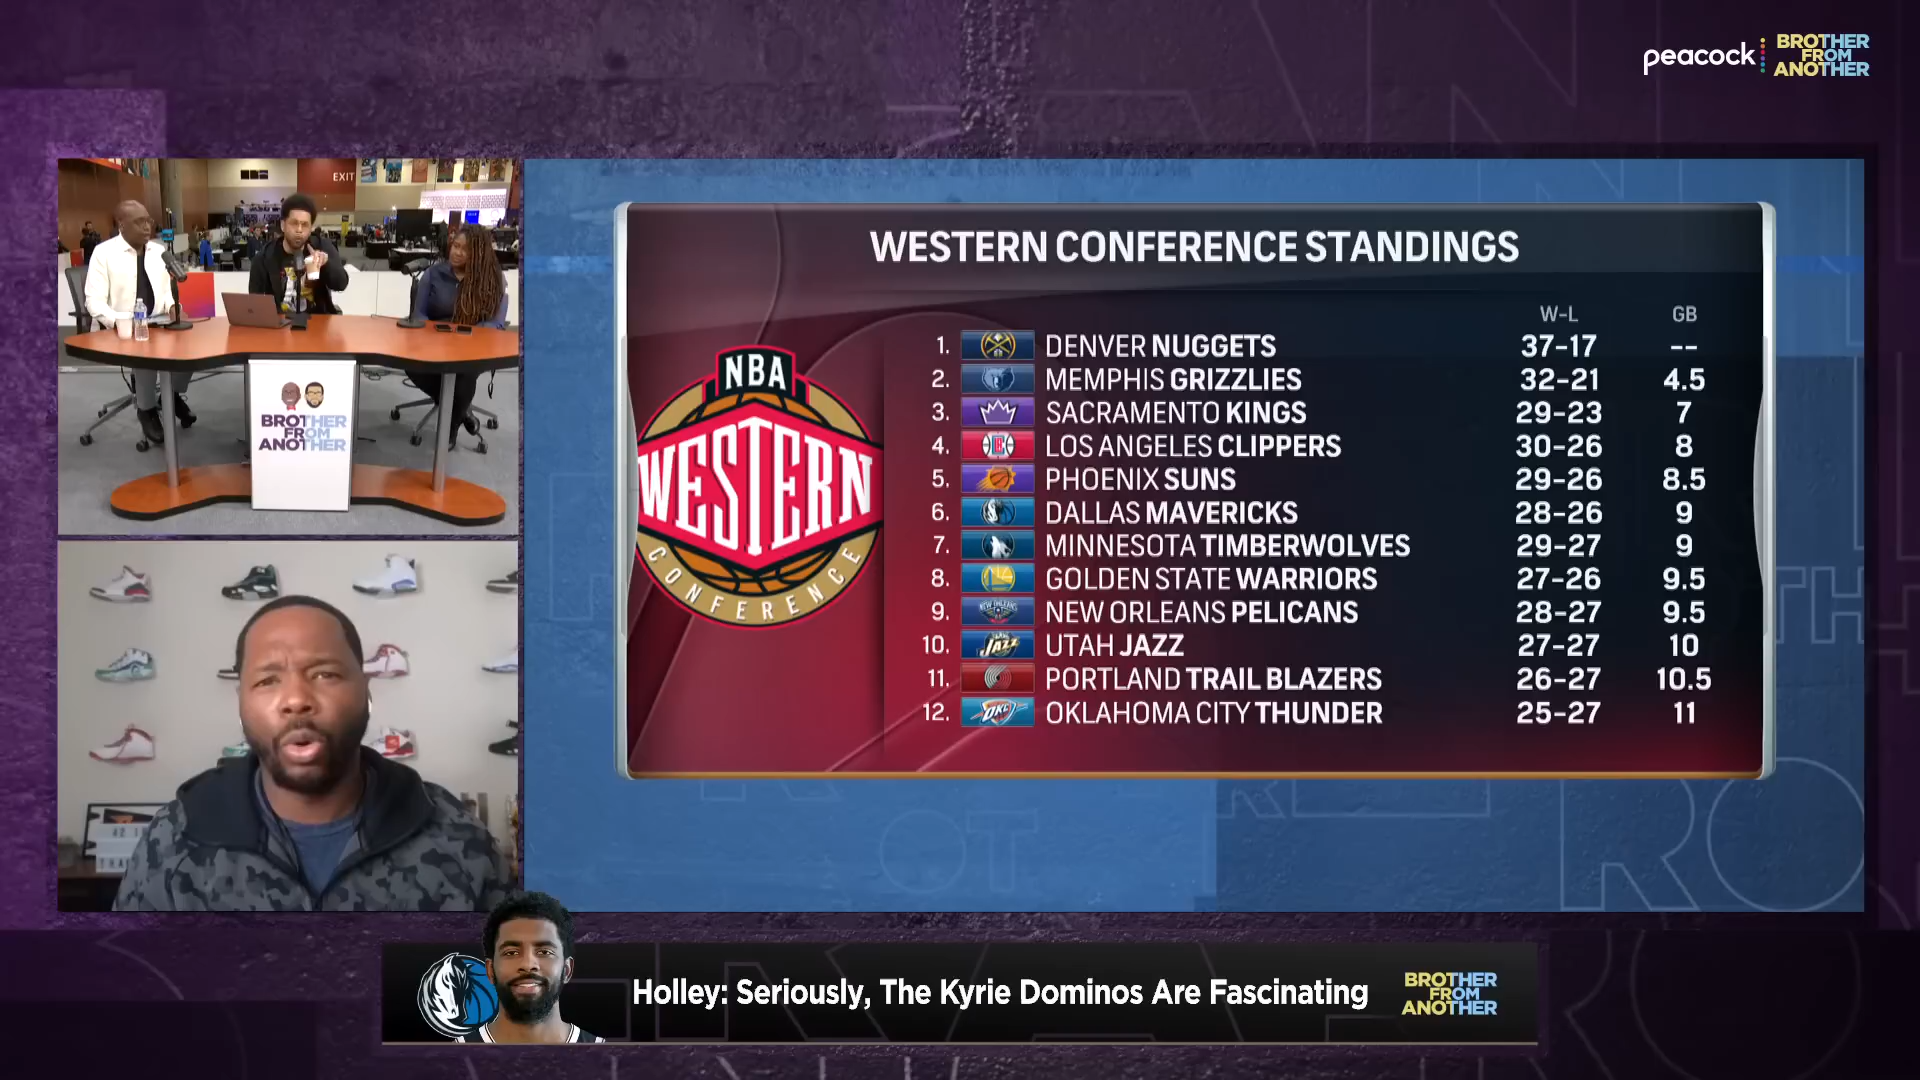 peacock
BROTHER
FROM
ANOTHER
EXIT
BROTHER
FROM
ANOTHER
WESTERN CONFERENCE STANDINGS
W-L GB
1. DENVER NUGGETS 37-17 --
2. MEMPHIS GRIZZLIES 32-21 4.5
3. SACRAMENTO KINGS 29-23 7
4. LOS ANGELES CLIPPERS 30-26 8
5. PHOENIX SUNS 29-26 8.5
6. DALLAS MAVERICKS 28-26 9
7. MINNESOTA TIMBERWOLVES 29-27 9
8. GOLDEN STATE WARRIORS 27-26 9.5
9. NEW ORLEANS PELICANS 28-27 9.5
10. JAZZ UTAH JAZZ 27-27 10
11. PORTLAND TRAIL BLAZERS 26-27 10.5
12. OKC OKLAHOMA CITY THUNDER 25-27 11
NBA
WESTERN
CONFERENCE
Holley: Seriously, The Kyrie Dominos Are Fascinating
BROTHER
FROM
ANOTHER